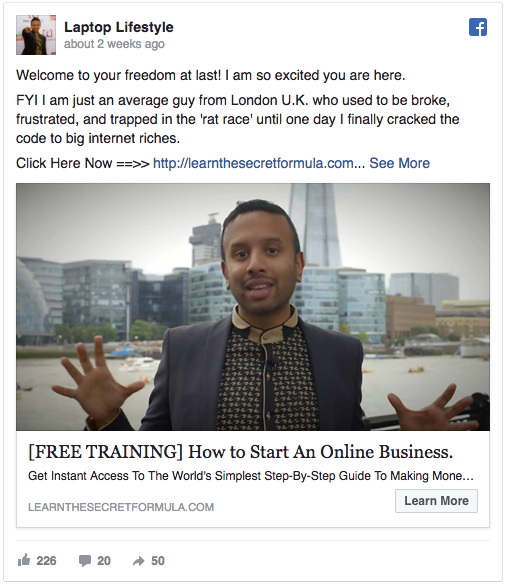 Laptop Lifestyle
about 2 weeks ago
Welcome to your freedom at last! I am so excited you are here.
FYI I am just an average guy from London U.K. who used to be broke,
frustrated, and trapped in the 'rat race' until one day I finally cracked the
code to big internet riches.
Click Here Now ==>> http://learnthesecretformula.com... See More
[FREE TRAINING] How to Start An Online Business.
Get Instant Access To The World's Simplest Step-By-Step Guide To Making Mone...
LEARNTHESECRETFORMULA.COM
Learn More
226 20 50